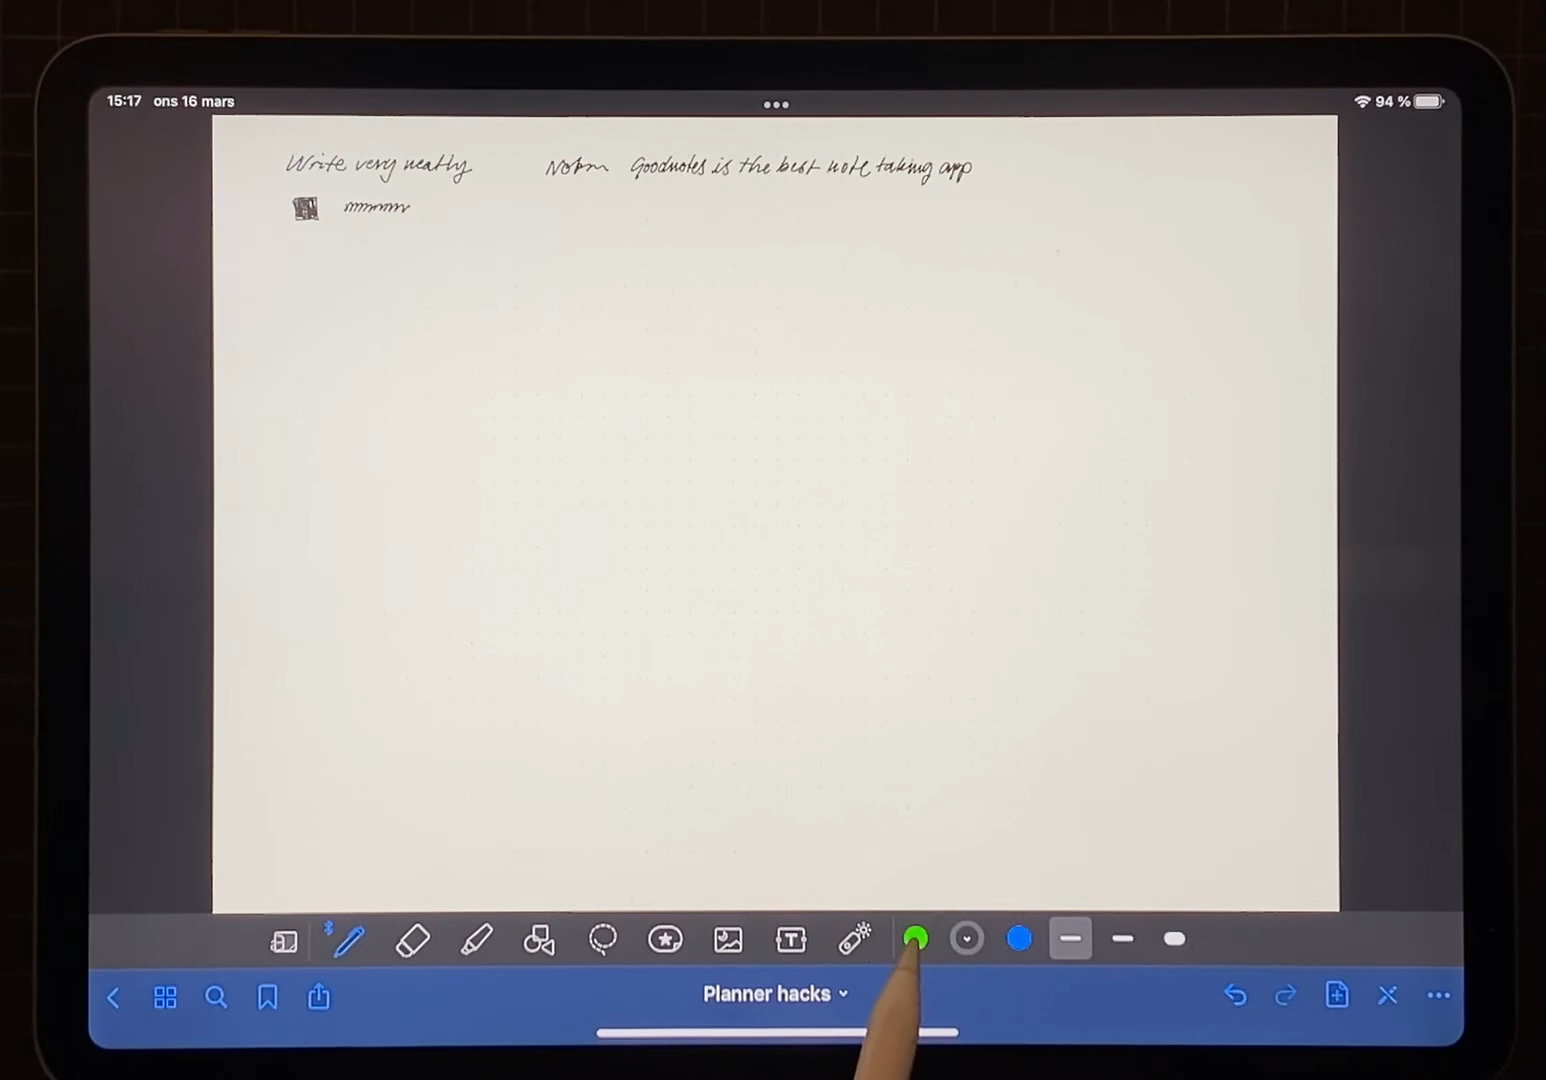 15:17 ons 16 mars 94 %
Write very neatly Goodnotes is the best note taking app
Planner hacks